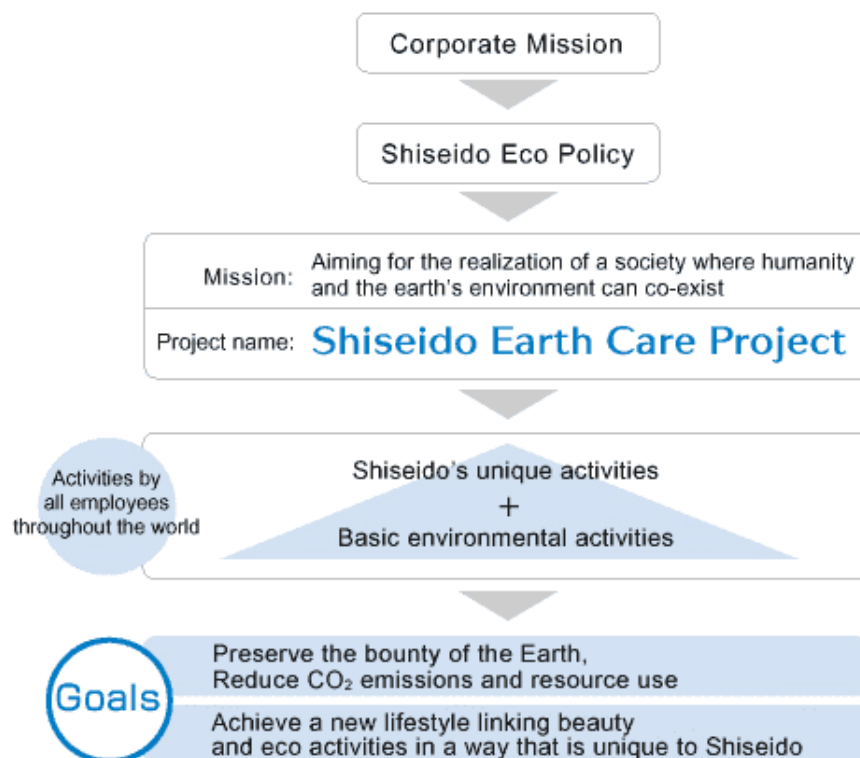 Corporate Mission
Shiseido Eco Policy
Mission: Aiming for the realization of a society where humanity
and the earth's environment can co-exist
Project name: Shiseido Earth Care Project
Activities by
all employees
throughout the world
Shiseido's unique activities
+
Basic environmental activities
Goals
Preserve the bounty of the Earth,
Reduce CO₂ emissions and resource use
Achieve a new lifestyle linking beauty
and eco activities in a way that is unique to Shiseido